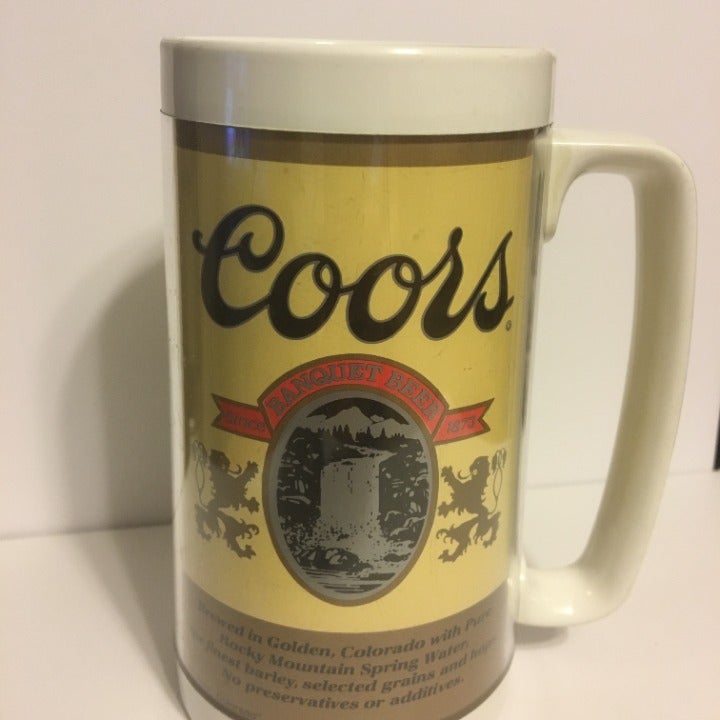 Coors®
BANQUET BEER
SINCE 1873
Brewed in Golden, Colorado with Pure
Rocky Mountain Spring Water,
finest barley, selected grains and hops.
No preservatives or additives.